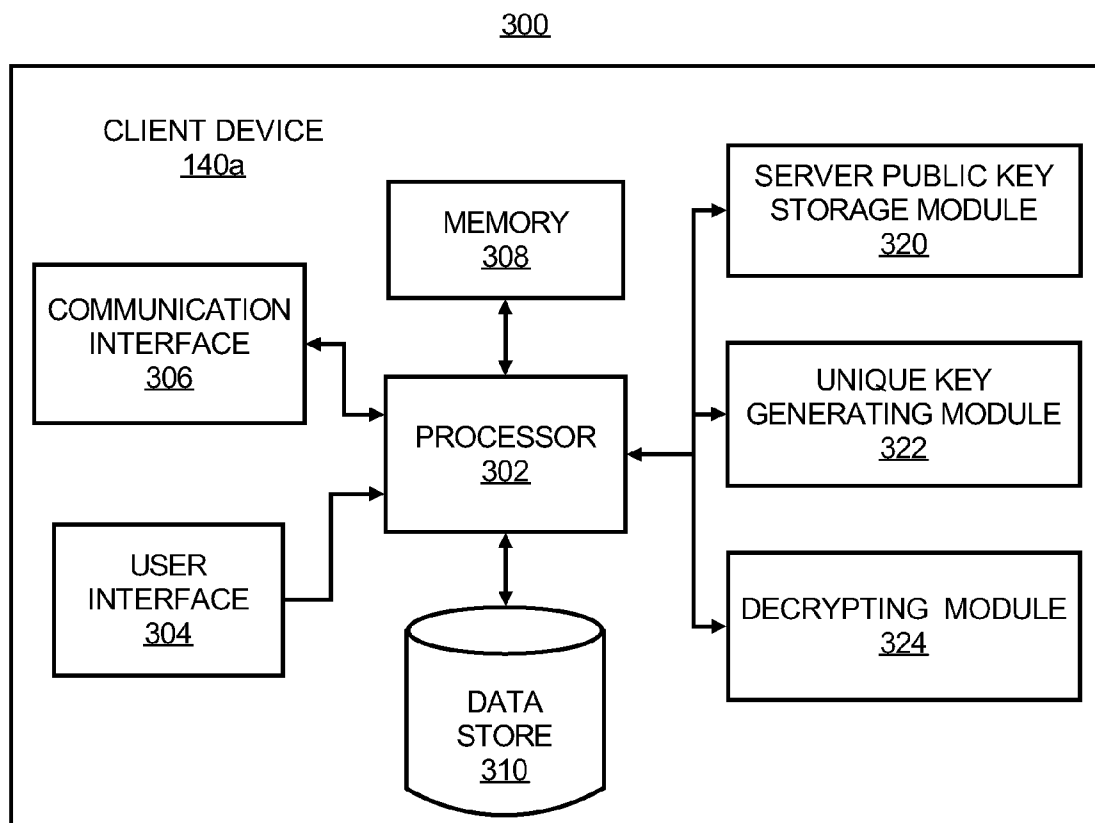 300
CLIENT DEVICE
140a
MEMORY
308
SERVER PUBLIC KEY
STORAGE MODULE
320
COMMUNICATION
INTERFACE
306
PROCESSOR
302
UNIQUE KEY
GENERATING MODULE
322
USER
INTERFACE
304
DATA
STORE
310
DECRYPTING MODULE
324